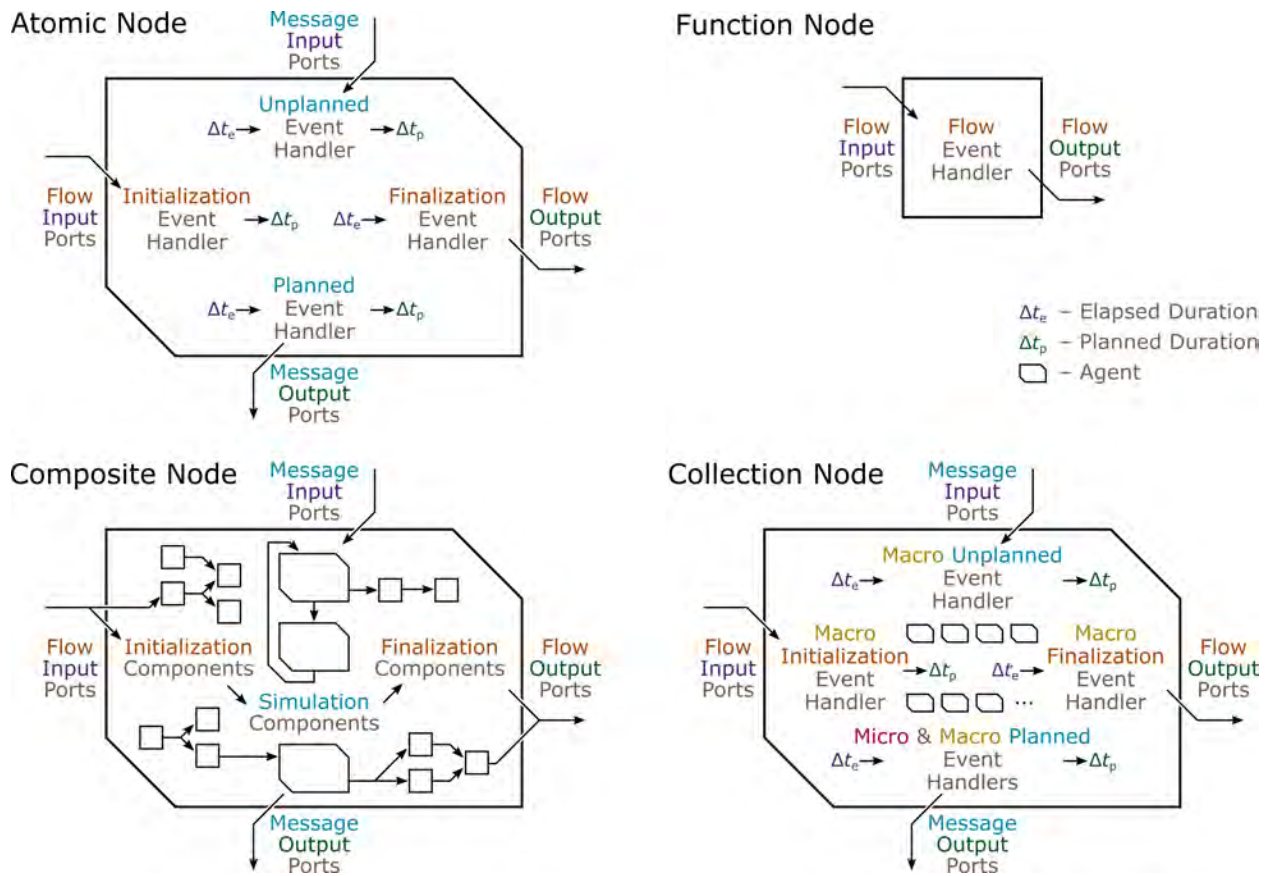 Atomic Node
Message
Input
Ports
Unplanned
Δtₑ Event Δtₚ
Handler
Flow
Input
Ports
Initialization
Event Δtₚ
Handler
Finalization
Δtₑ Event
Handler
Flow
Output
Ports
Planned
Δtₑ Event Δtₚ
Handler
Message
Output
Ports
Function Node
Flow
Input
Ports
Flow
Event
Handler
Flow
Output
Ports
Δtₑ – Elapsed Duration
Δtₚ – Planned Duration
– Agent
Composite Node
Message
Input
Ports
Flow
Input
Ports
Initialization
Components
Simulation
Components
Finalization
Components
Flow
Output
Ports
Message
Output
Ports
Collection Node
Message
Input
Ports
Macro Unplanned
Δtₑ Event Δtₚ
Handler
Flow
Input
Ports
Macro
Initialization
Event Δtₚ
Handler
...
Macro
Finalization
Δtₑ Event
Handler
Flow
Output
Ports
Micro & Macro Planned
Δtₑ Event Δtₚ
Handlers
Message
Output
Ports